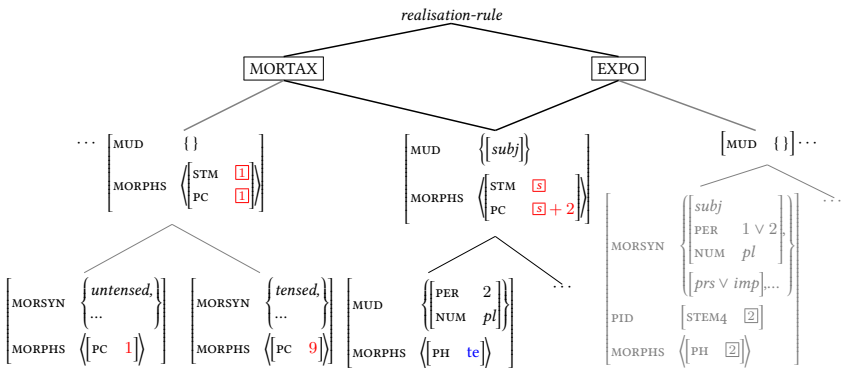 realisation-rule
MORTAX EXPO
··· [MUD { }] [MUD {[subj]}] [MUD { }] ···
[MORPHS ⟨[STM 1]⟩] [MORPHS ⟨[STM s]⟩]
[PC 1] [PC s + 2]
[MORSYN {[subj
PER 1 ∨ 2
NUM pl],
[prs ∨ imp],...}]
PID [STEM4 2]
MORPHS ⟨[PH 2]⟩
···
[MORSYN {untensed,
...}
MORPHS ⟨[PC 1]⟩]
[MORSYN {tensed,
...}
MORPHS ⟨[PC 9]⟩]
[MUD {[PER 2
NUM pl]}
MORPHS ⟨[PH te]⟩]
···